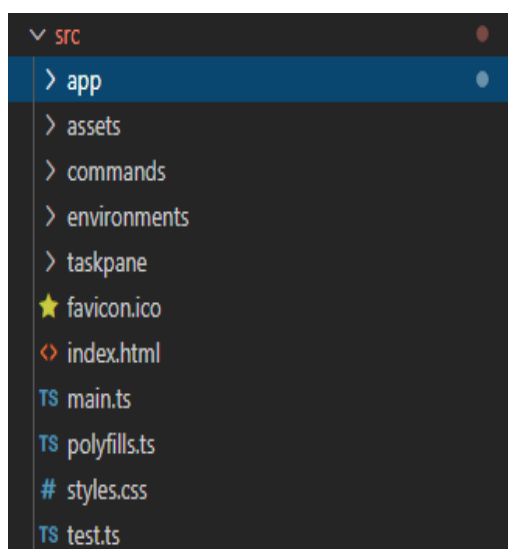 src
app
assets
commands
environments
taskpane
favicon.ico
index.html
TS main.ts
TS polyfills.ts
# styles.css
TS test.ts